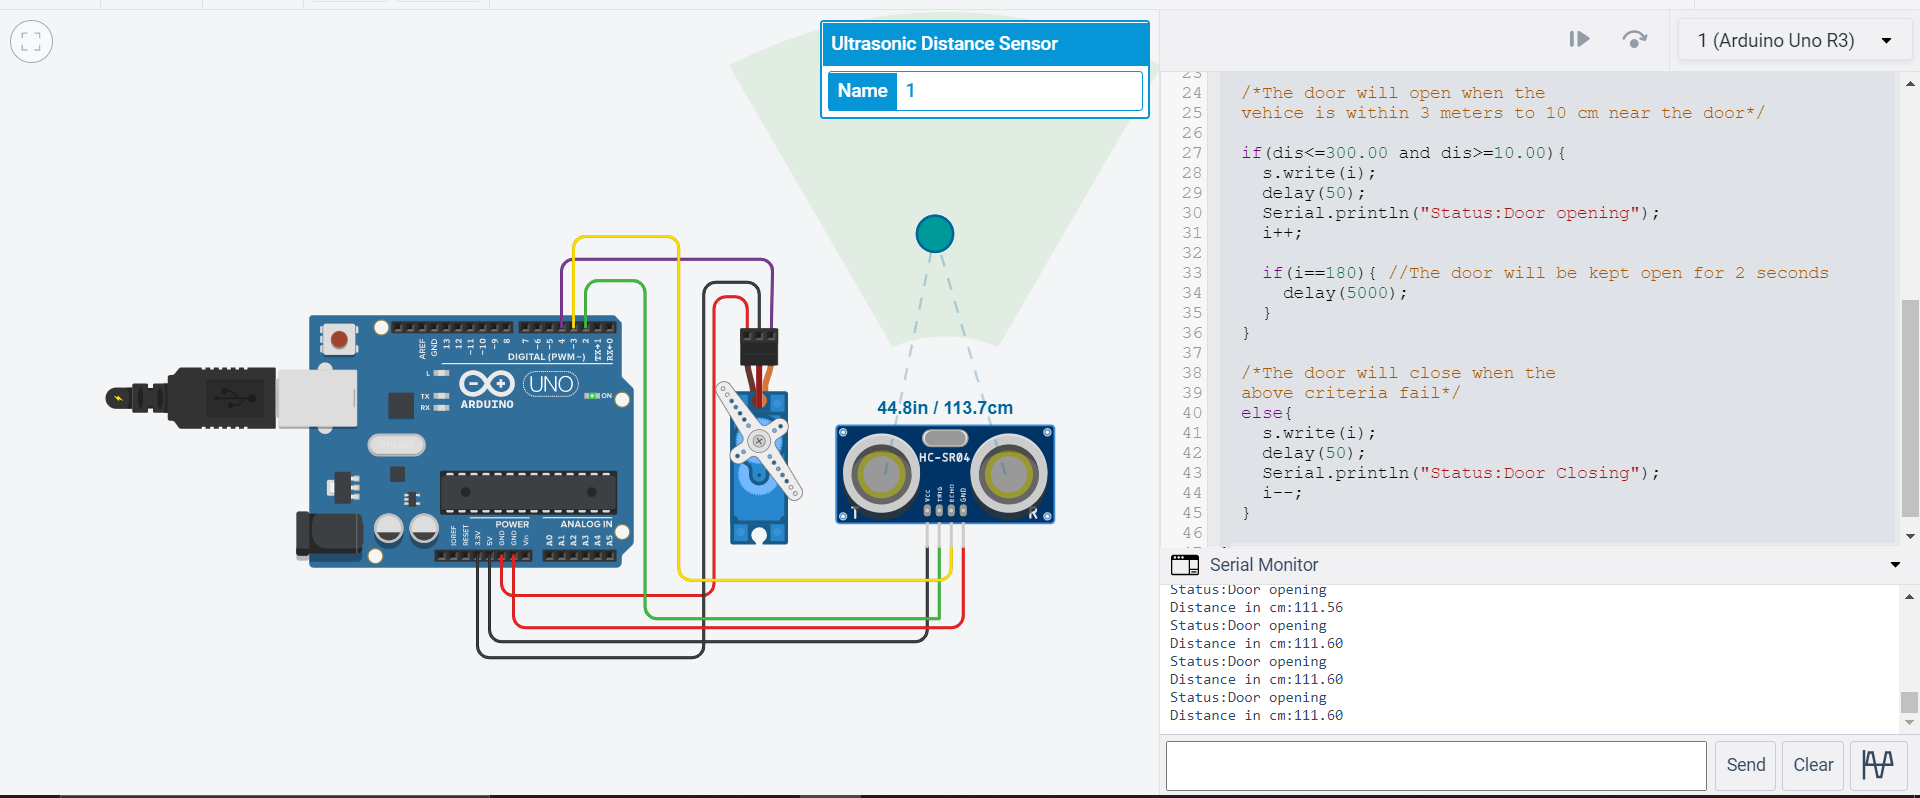 Ultrasonic Distance Sensor
Name 1
1 (Arduino Uno R3)
23
24 /*The door will open when the
25 vehice is within 3 meters to 10 cm near the door*/
26
27 if(dis<=300.00 and dis>=10.00){
28 s.write(i);
29 delay(50);
30 Serial.println("Status:Door opening");
31 i++;
32
33 if(i==180){ //The door will be kept open for 2 seconds
34 delay(5000);
35 }
36 }
37
38 /*The door will close when the
39 above criteria fail*/
40 else{
41 s.write(i);
42 delay(50);
43 Serial.println("Status:Door Closing");
44 i--;
45 }
46
AREF
GND
13
12
~11
~10
~9
8
7
~6
~5
4
~3
2
TX→1
RX←0
DIGITAL (PWM~)
L
TX
RX
UNO
ARDUINO
ON
POWER
ANALOG IN
IOREF
RESET
3.3V
5V
GND
GND
Vin
A0
A1
A2
A3
A4
A5
44.8in / 113.7cm
HC-SR04
VCC
TRIG
ECHO
GND
T
R
Serial Monitor
Status:Door opening
Distance in cm:111.56
Status:Door opening
Distance in cm:111.60
Status:Door opening
Distance in cm:111.60
Status:Door opening
Distance in cm:111.60
Send
Clear